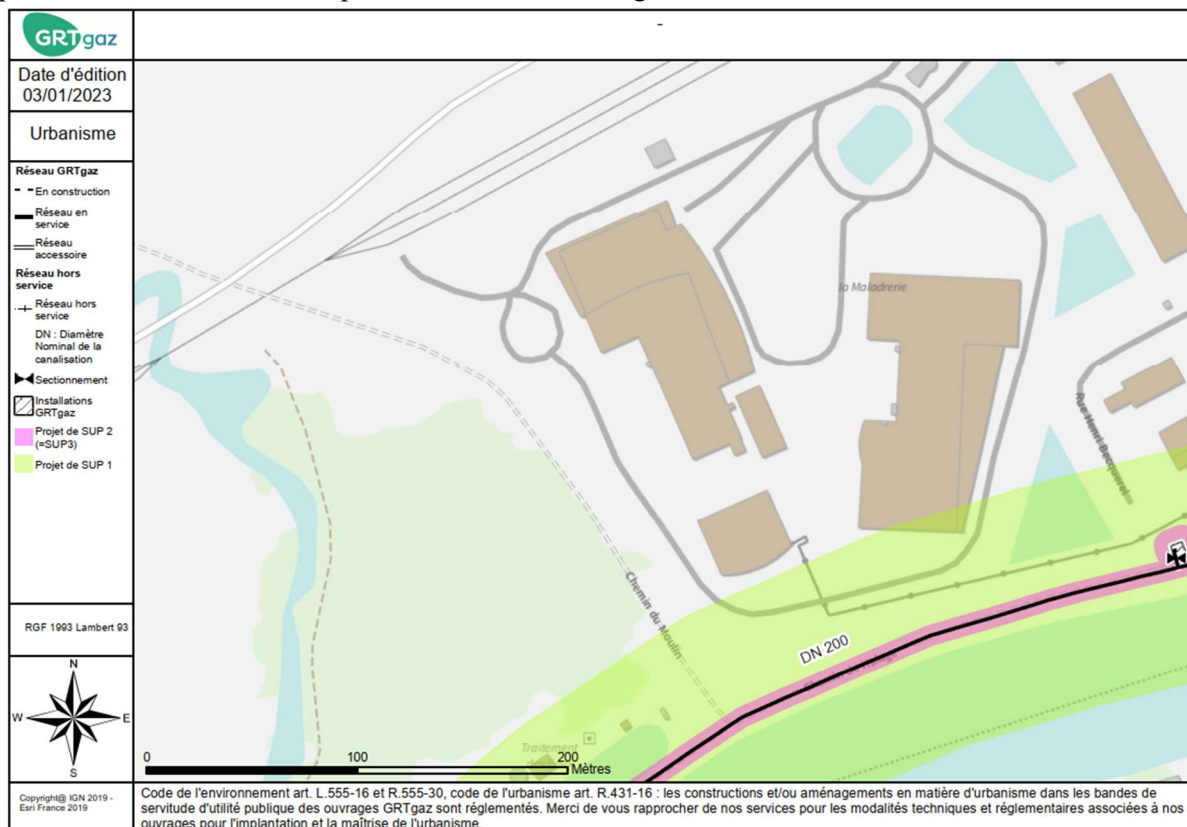 GRTgaz
-
Date d'édition
03/01/2023
Urbanisme
Réseau GRTgaz
En construction
Réseau en
service
Réseau
accessoire
Réseau hors
service
Réseau hors
service
DN : Diamètre
Nominal de la
canalisation
Sectionnement
Installations
GRTgaz
Projet de SUP 2
(=SUP3)
Projet de SUP 1
RGF 1993 Lambert 93
N
W E
S
Copyright@ IGN 2019 -
Esri France 2019
la Maladrerie
Rue Henri Becquerel
Chemin du Moulin
DN 200
Traitement
0 100 200
Mètres
Code de l'environnement art. L.555-16 et R.555-30, code de l'urbanisme art. R.431-16 : les constructions et/ou aménagements en matière d'urbanisme dans les bandes de
servitude d'utilité publique des ouvrages GRTgaz sont réglementés. Merci de vous rapprocher de nos services pour les modalités techniques et réglementaires associées à nos
ouvrages pour l'implantation et la maîtrise de l'urbanisme.